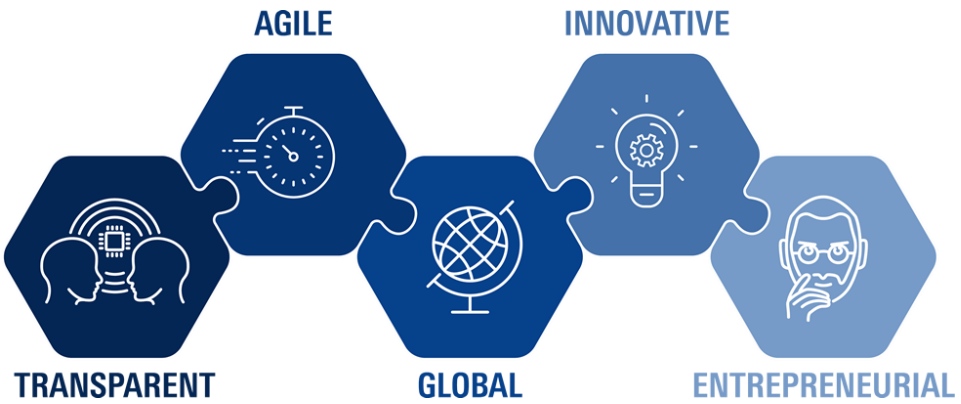 AGILE
INNOVATIVE
TRANSPARENT
GLOBAL
ENTREPRENEURIAL